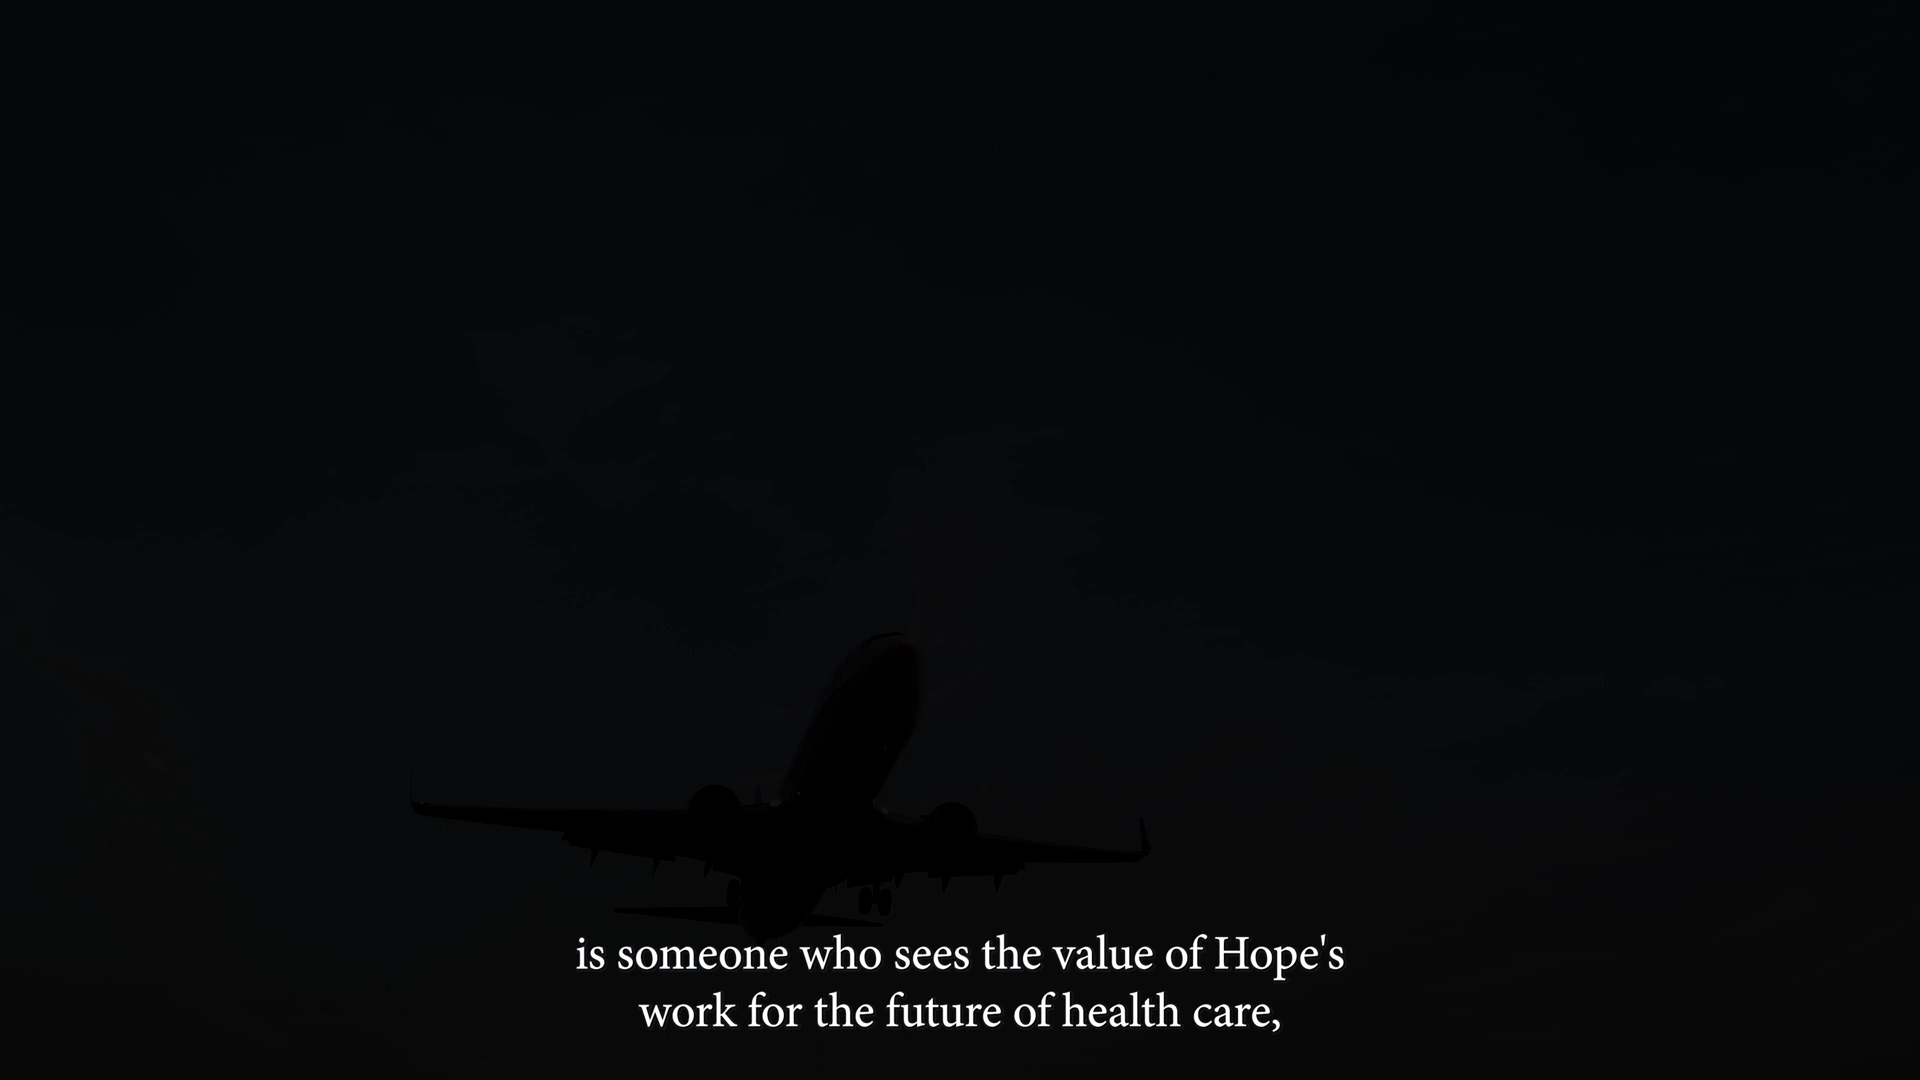 is someone who sees the value of Hope's
work for the future of health care,